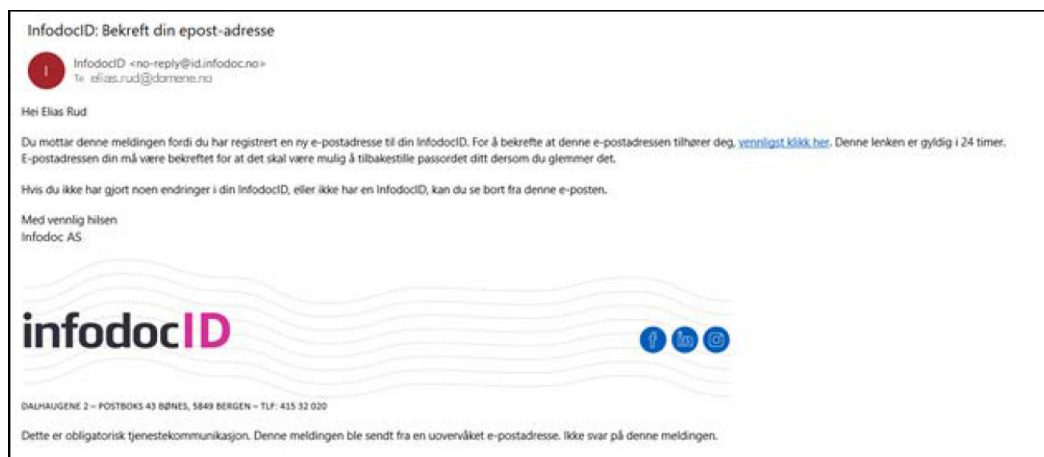 InfodocID: Bekreft din epost-adresse
I
InfodocID <no-reply@id.infodoc.no>
To elias.rud@domene.no
Hei Elias Rud
Du mottar denne meldingen fordi du har registrert en ny e-postadresse til din InfodocID. For å bekrefte at denne e-postadressen tilhører deg, vennligst klikk her. Denne lenken er gyldig i 24 timer.
E-postadressen din må være bekreftet for at det skal være mulig å tilbakestille passordet ditt dersom du glemmer det.
Hvis du ikke har gjort noen endringer i din InfodocID, eller ikke har en InfodocID, kan du se bort fra denne e-posten.
Med vennlig hilsen
Infodoc AS
infodocID
DALHAUGENE 2 – POSTBOKS 43 BØNES, 5849 BERGEN – TLF: 415 32 020
Dette er obligatorisk tjenestekommunikasjon. Denne meldingen ble sendt fra en uovervåket e-postadresse. Ikke svar på denne meldingen.